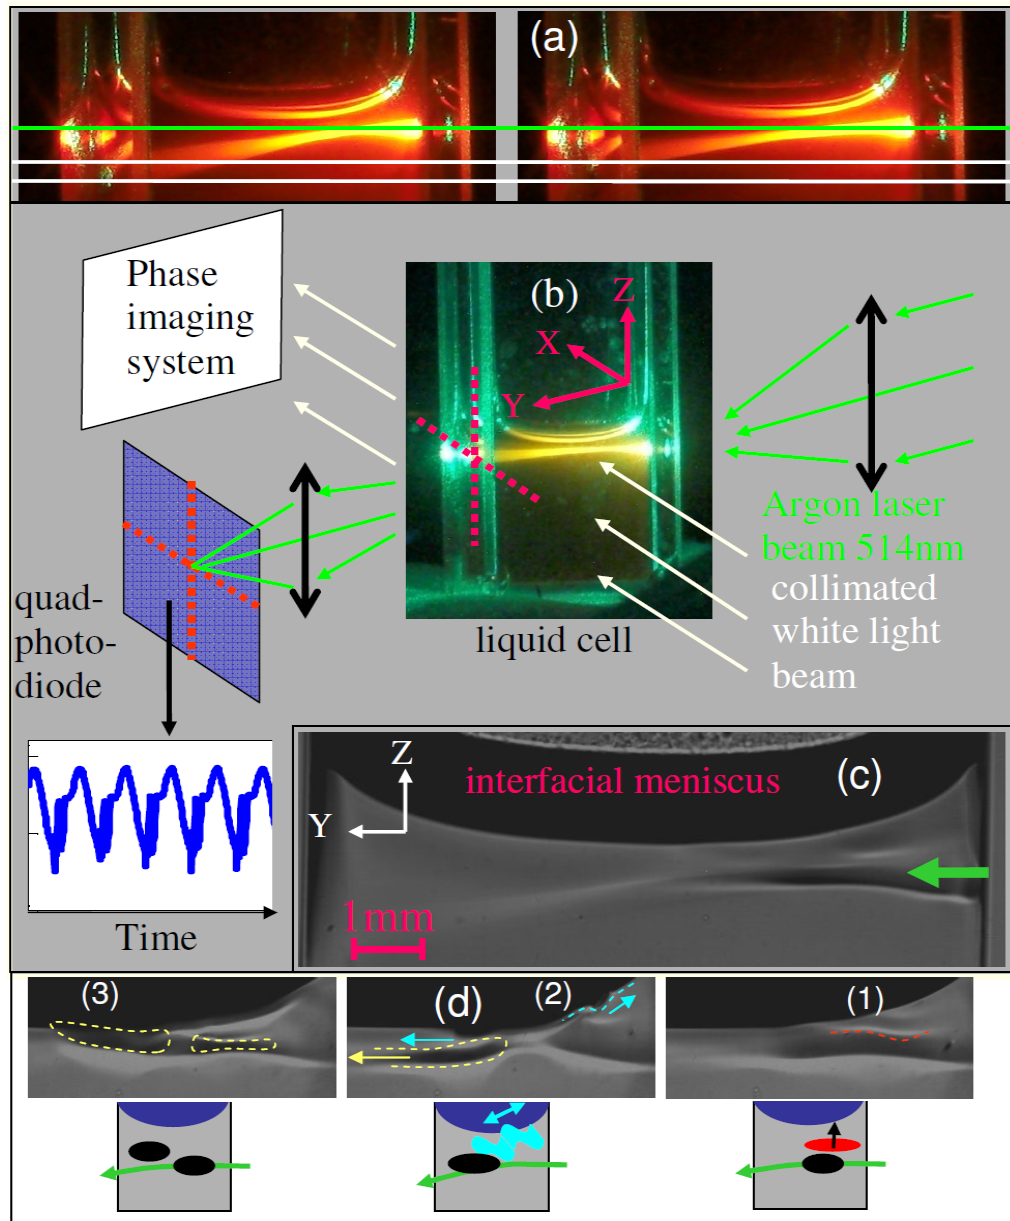 (a)
Phase
imaging
system
(b)
Z
X
Y
Argon laser
beam 514nm
collimated
white light
beam
quad-
photo-
diode
liquid cell
Time
Z
interfacial meniscus
(c)
Y
1mm
(3)
(d)
(2)
(1)